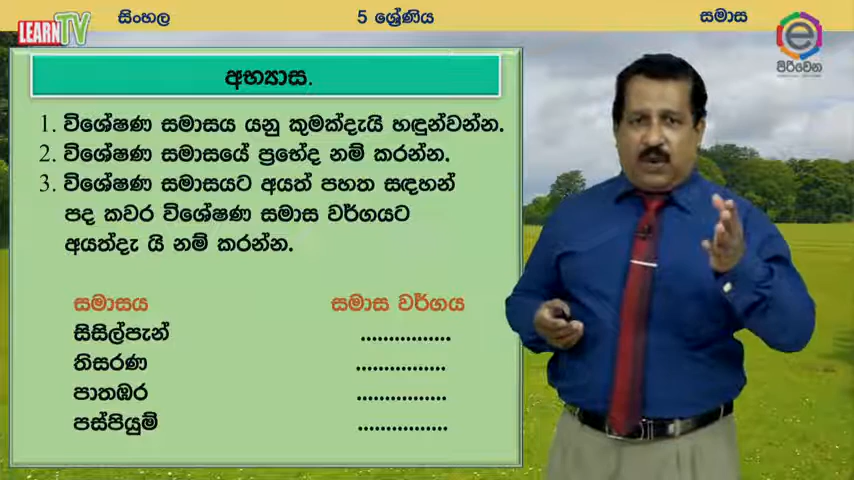 LEARN TV
සිංහල
5 ශ්‍රේණිය
සමාස
පිරිවෙන
අභ්‍යාස.
1. විශේෂණ සමාසය යනු කුමක්දැයි හඳුන්වන්න.
2. විශේෂණ සමාසයේ ප්‍රභේද නම් කරන්න.
3. විශේෂණ සමාසයට අයත් පහත සඳහන්
පද කවර විශේෂණ සමාස වර්ගයට
අයත්දැ යි නම් කරන්න.
සමාසය සමාස වර්ගය
සිසිල්පැන් ................
තිසරණ ................
පාතඹර ................
පස්පියුම් ................